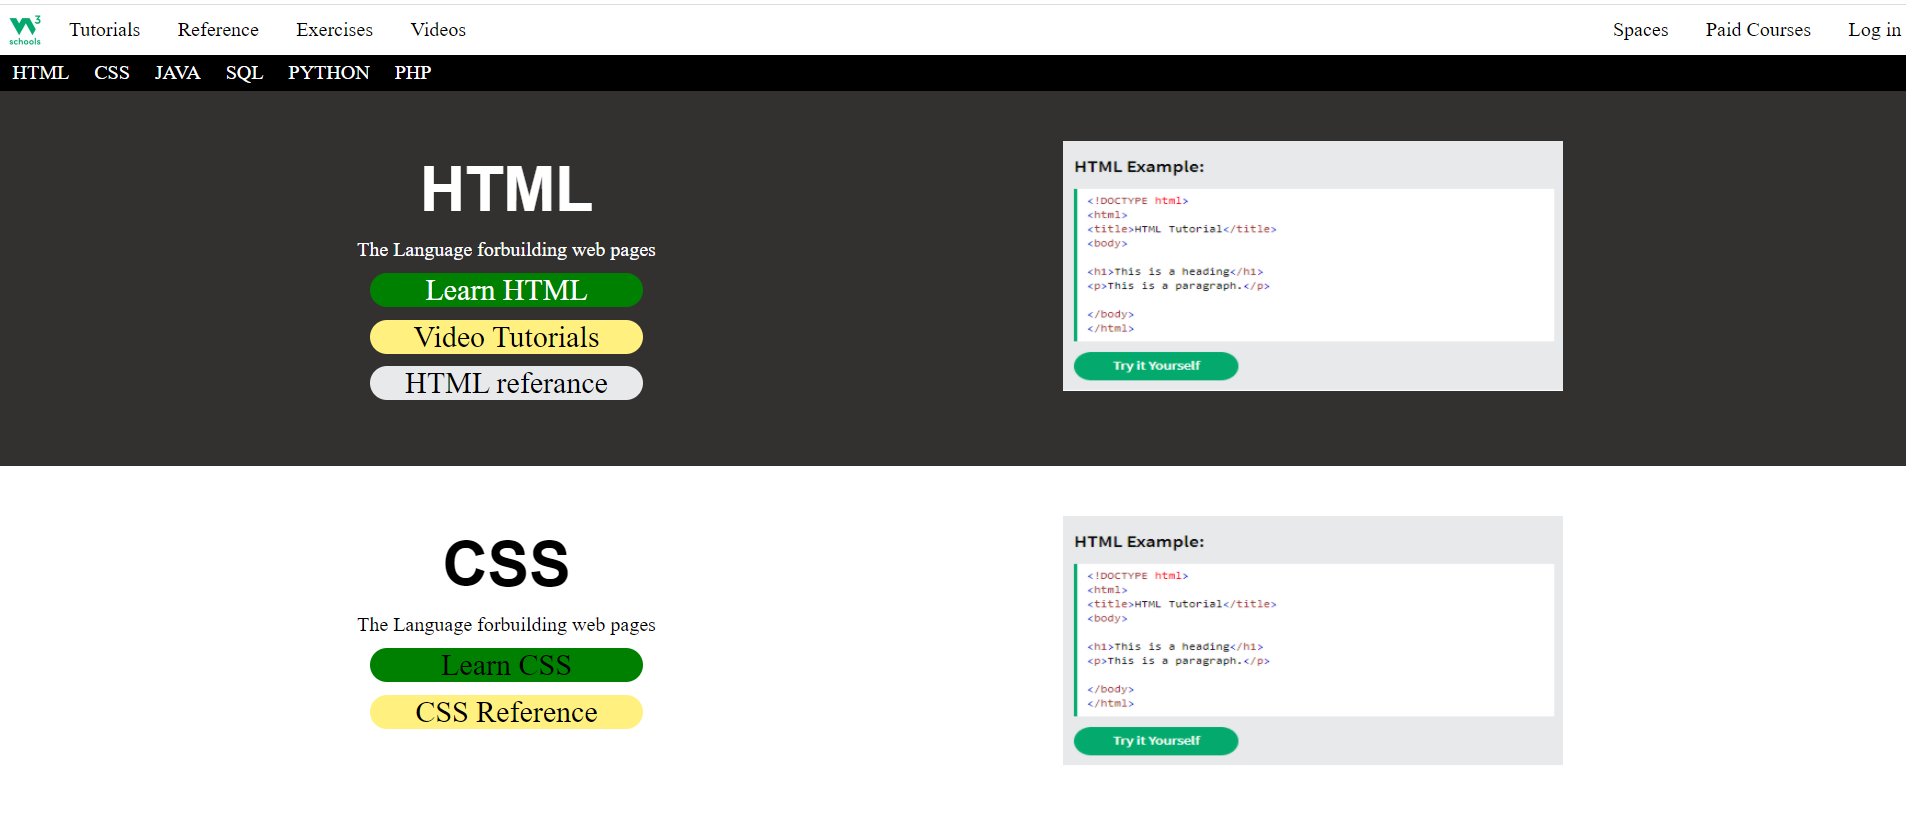 W3 schools Tutorials Reference Exercises Videos Spaces Paid Courses Log in
HTML CSS JAVA SQL PYTHON PHP
HTML
The Language forbuilding web pages
Learn HTML
Video Tutorials
HTML referance
HTML Example:
<!DOCTYPE html>
<html>
<title>HTML Tutorial</title>
<body>
<h1>This is a heading</h1>
<p>This is a paragraph.</p>
</body>
</html>
Try it Yourself
CSS
The Language forbuilding web pages
Learn CSS
CSS Reference
HTML Example:
<!DOCTYPE html>
<html>
<title>HTML Tutorial</title>
<body>
<h1>This is a heading</h1>
<p>This is a paragraph.</p>
</body>
</html>
Try it Yourself